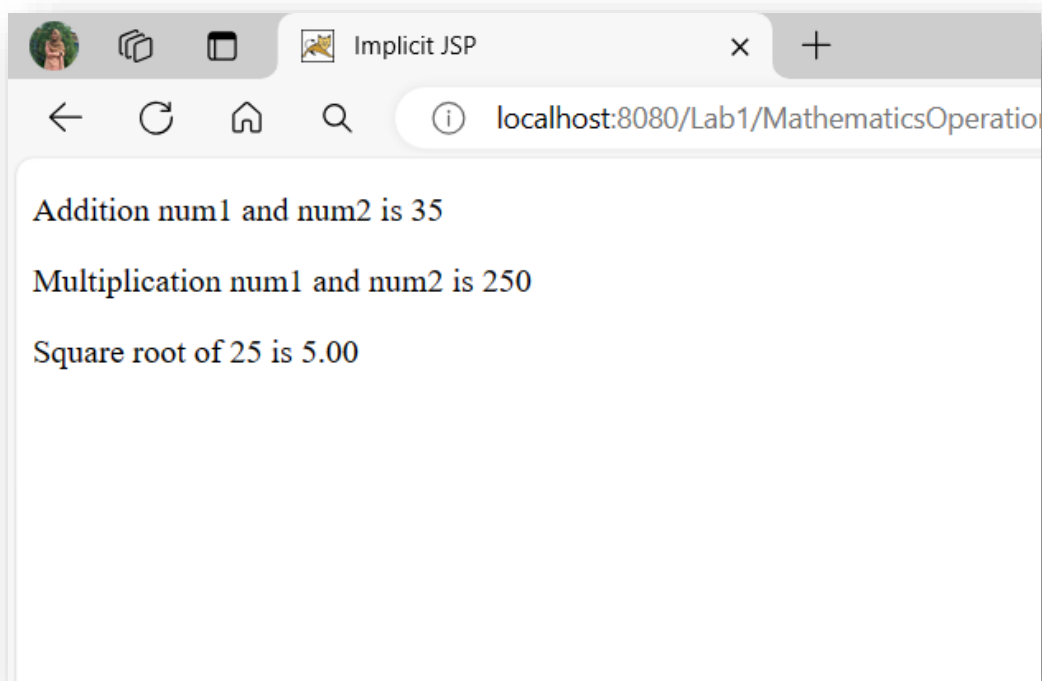 Implicit JSP
localhost:8080/Lab1/MathematicsOperation
Addition num1 and num2 is 35
Multiplication num1 and num2 is 250
Square root of 25 is 5.00